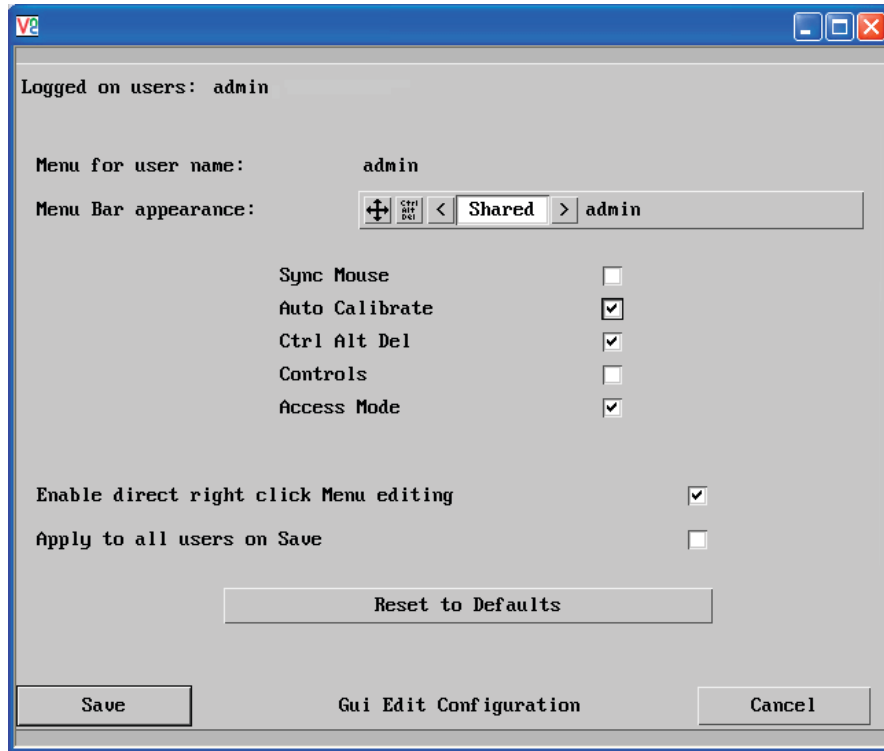 V2
Logged on users: admin
Menu for user name: admin
Menu Bar appearance: Ctrl Alt Del < Shared > admin
Sync Mouse
Auto Calibrate
Ctrl Alt Del
Controls
Access Mode
Enable direct right click Menu editing
Apply to all users on Save
Reset to Defaults
Save Gui Edit Configuration Cancel